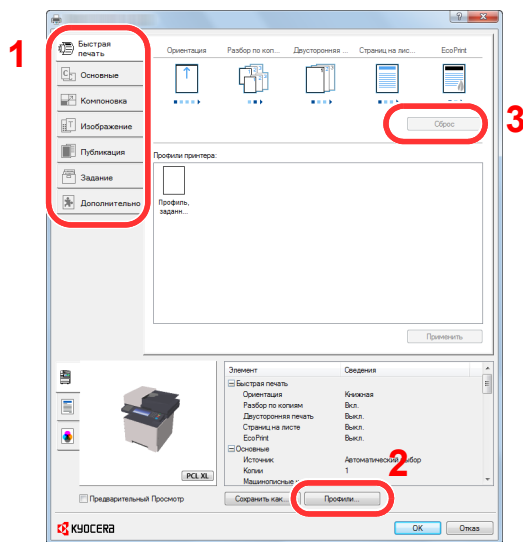 1
Быстрая
печать
Основные
Компоновка
Изображение
Публикация
Задание
Дополнительно
Ориентация Разбор по коп... Двусторонняя ... Страниц на лис... EcoPrint
Сброс
3
Профили принтера:
Профиль,
заданн...
Применить
Элемент Сведения
Быстрая печать
Ориентация Книжная
Разбор по копиям Вкл.
Двусторонняя печать Выкл.
Страниц на листе Выкл.
EcoPrint Выкл.
Основные
Источник Автоматический выбор
Копии 1
Машинописные
2
PCL XL
Предварительный Просмотр
Сохранить как... Профили...
KYOCERA
OK Отказ